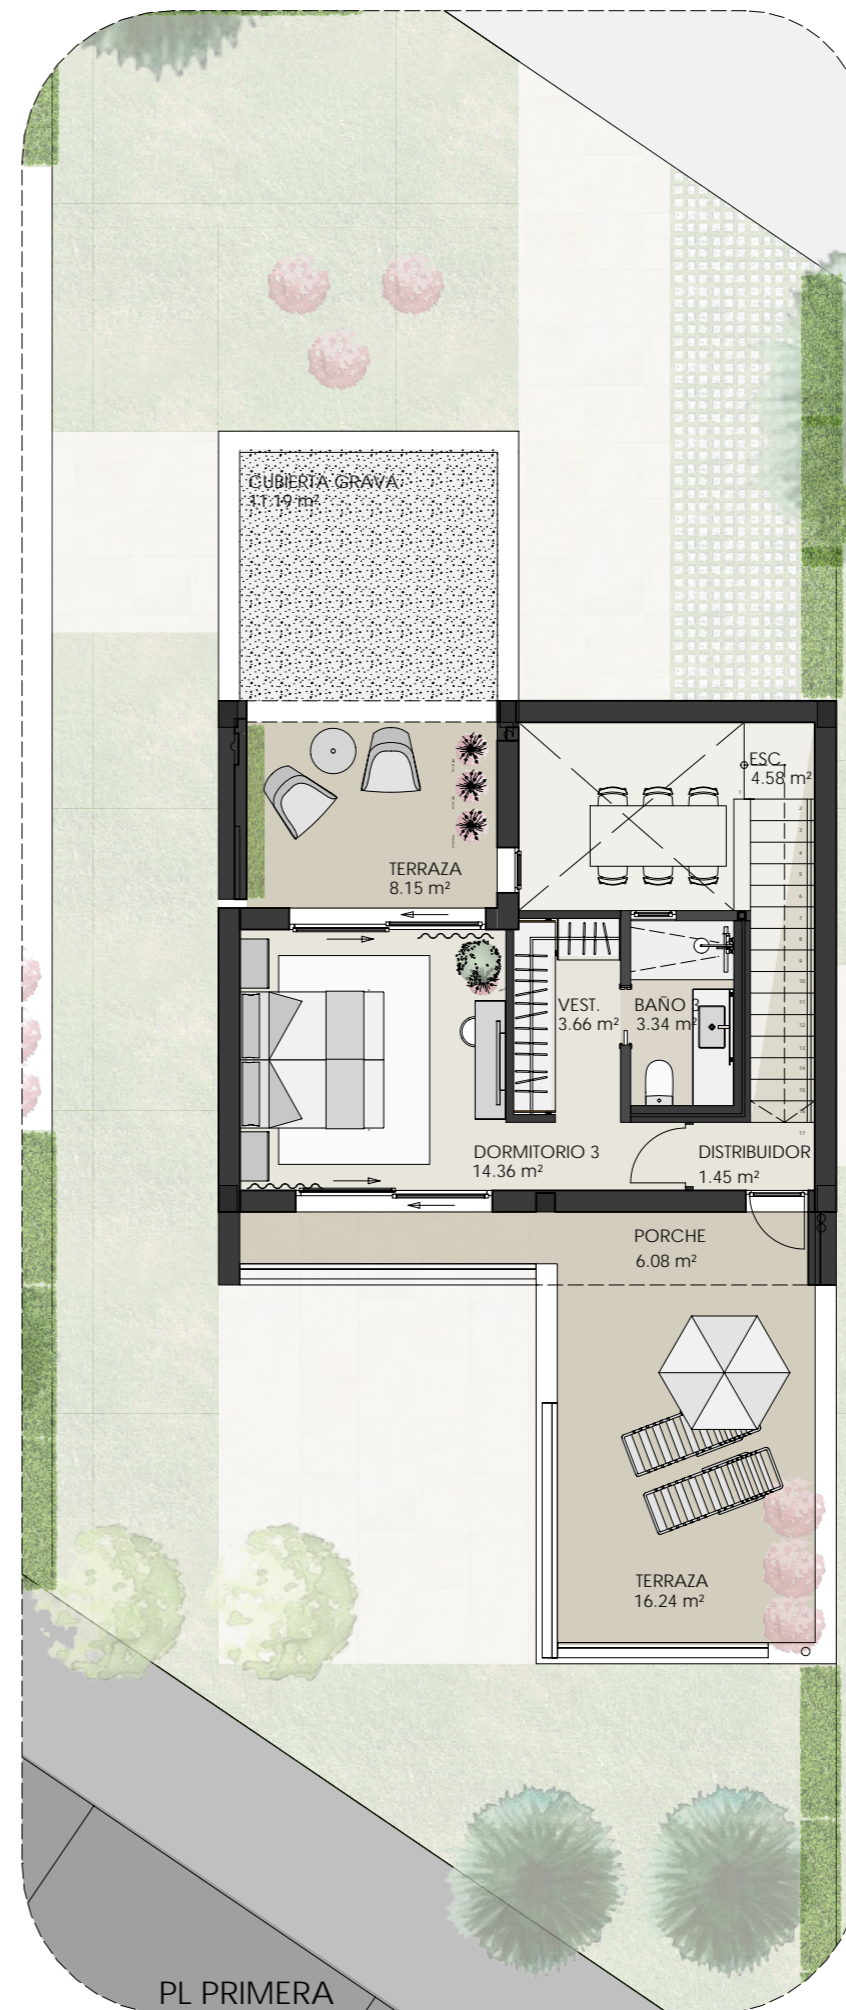 CUBIERTA GRAVA
11.19 m²
ESC.
4.58 m²
TERRAZA
8.15 m²
VEST.
3.66 m²
BAÑO 3
3.34 m²
DORMITORIO 3
14.36 m²
DISTRIBUIDOR
1.45 m²
PORCHE
6.08 m²
TERRAZA
16.24 m²
PL PRIMERA